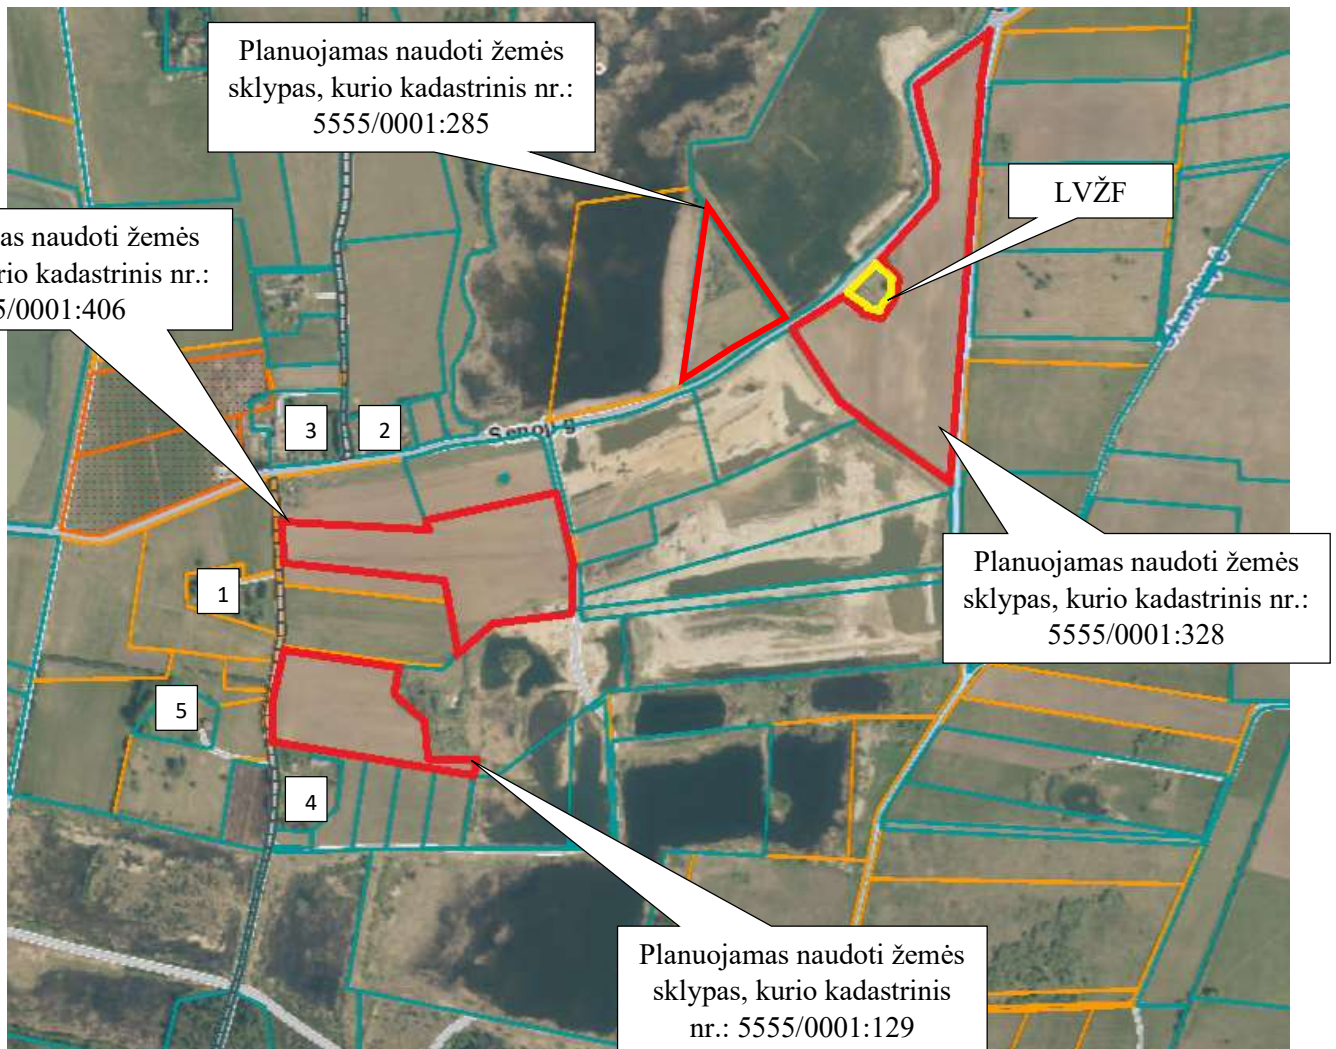 Planuojamas naudoti žemės
sklypas, kurio kadastrinis nr.:
5555/0001:285
LVŽF
as naudoti žemės
rio kadastrinis nr.:
5/0001:406
3
2
1
5
4
Planuojamas naudoti žemės
sklypas, kurio kadastrinis nr.:
5555/0001:328
Planuojamas naudoti žemės
sklypas, kurio kadastrinis
nr.: 5555/0001:129